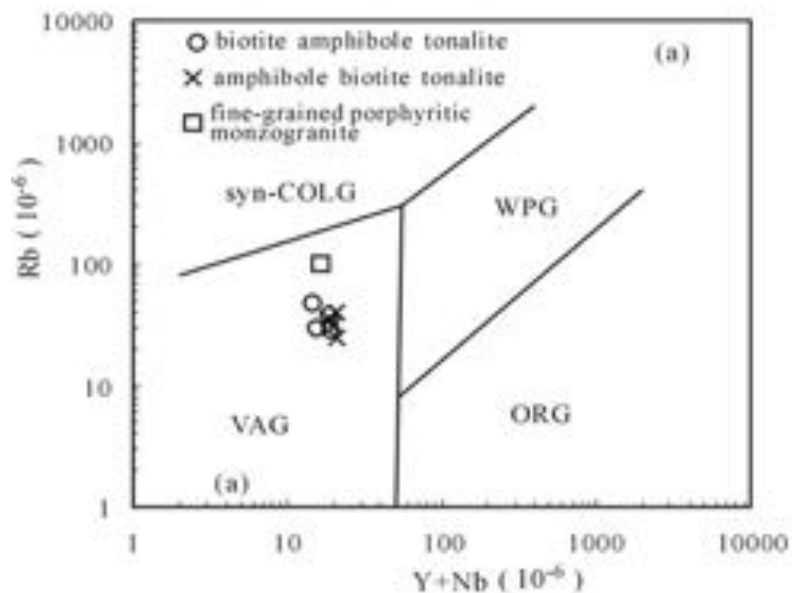 10000
1000
100
10
1
Rb ( 10⁻⁶ )
biotite amphibole tonalite
amphibole biotite tonalite
fine-grained porphyritic
monzogranite
(a)
syn-COLG
WPG
VAG
ORG
(a)
1 10 100 1000 10000
Y+Nb ( 10⁻⁶ )